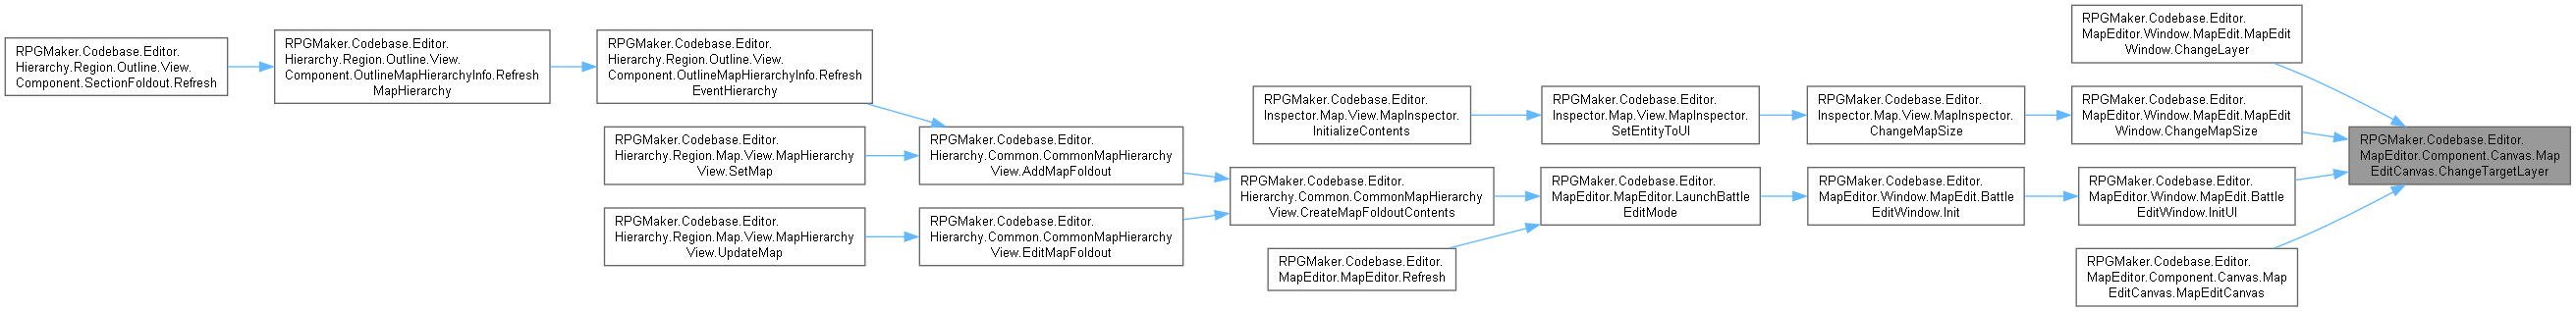 RPGMaker.Codebase.Editor.
Hierarchy.Region.Outline.View.
Component.SectionFoldout.Refresh
RPGMaker.Codebase.Editor.
Hierarchy.Region.Outline.View.
Component.OutlineMapHierarchyInfo.Refresh
MapHierarchy
RPGMaker.Codebase.Editor.
Hierarchy.Region.Outline.View.
Component.OutlineMapHierarchyInfo.Refresh
EventHierarchy
RPGMaker.Codebase.Editor.
Hierarchy.Region.Map.View.MapHierarchy
View.SetMap
RPGMaker.Codebase.Editor.
Hierarchy.Region.Map.View.MapHierarchy
View.UpdateMap
RPGMaker.Codebase.Editor.
Hierarchy.Common.CommonMapHierarchy
View.AddMapFoldout
RPGMaker.Codebase.Editor.
Hierarchy.Common.CommonMapHierarchy
View.EditMapFoldout
RPGMaker.Codebase.Editor.
Inspector.Map.View.MapInspector.
InitializeContents
RPGMaker.Codebase.Editor.
Hierarchy.Common.CommonMapHierarchy
View.CreateMapFoldoutContents
RPGMaker.Codebase.Editor.
MapEditor.MapEditor.Refresh
RPGMaker.Codebase.Editor.
Inspector.Map.View.MapInspector.
SetEntityToUI
RPGMaker.Codebase.Editor.
MapEditor.MapEditor.LaunchBattle
EditMode
RPGMaker.Codebase.Editor.
Inspector.Map.View.MapInspector.
ChangeMapSize
RPGMaker.Codebase.Editor.
MapEditor.Window.MapEdit.Battle
EditWindow.Init
RPGMaker.Codebase.Editor.
MapEditor.Window.MapEdit.MapEdit
Window.ChangeLayer
RPGMaker.Codebase.Editor.
MapEditor.Window.MapEdit.MapEdit
Window.ChangeMapSize
RPGMaker.Codebase.Editor.
MapEditor.Window.MapEdit.Battle
EditWindow.InitUI
RPGMaker.Codebase.Editor.
MapEditor.Component.Canvas.Map
EditCanvas.MapEditCanvas
RPGMaker.Codebase.Editor.
MapEditor.Component.Canvas.Map
EditCanvas.ChangeTargetLayer